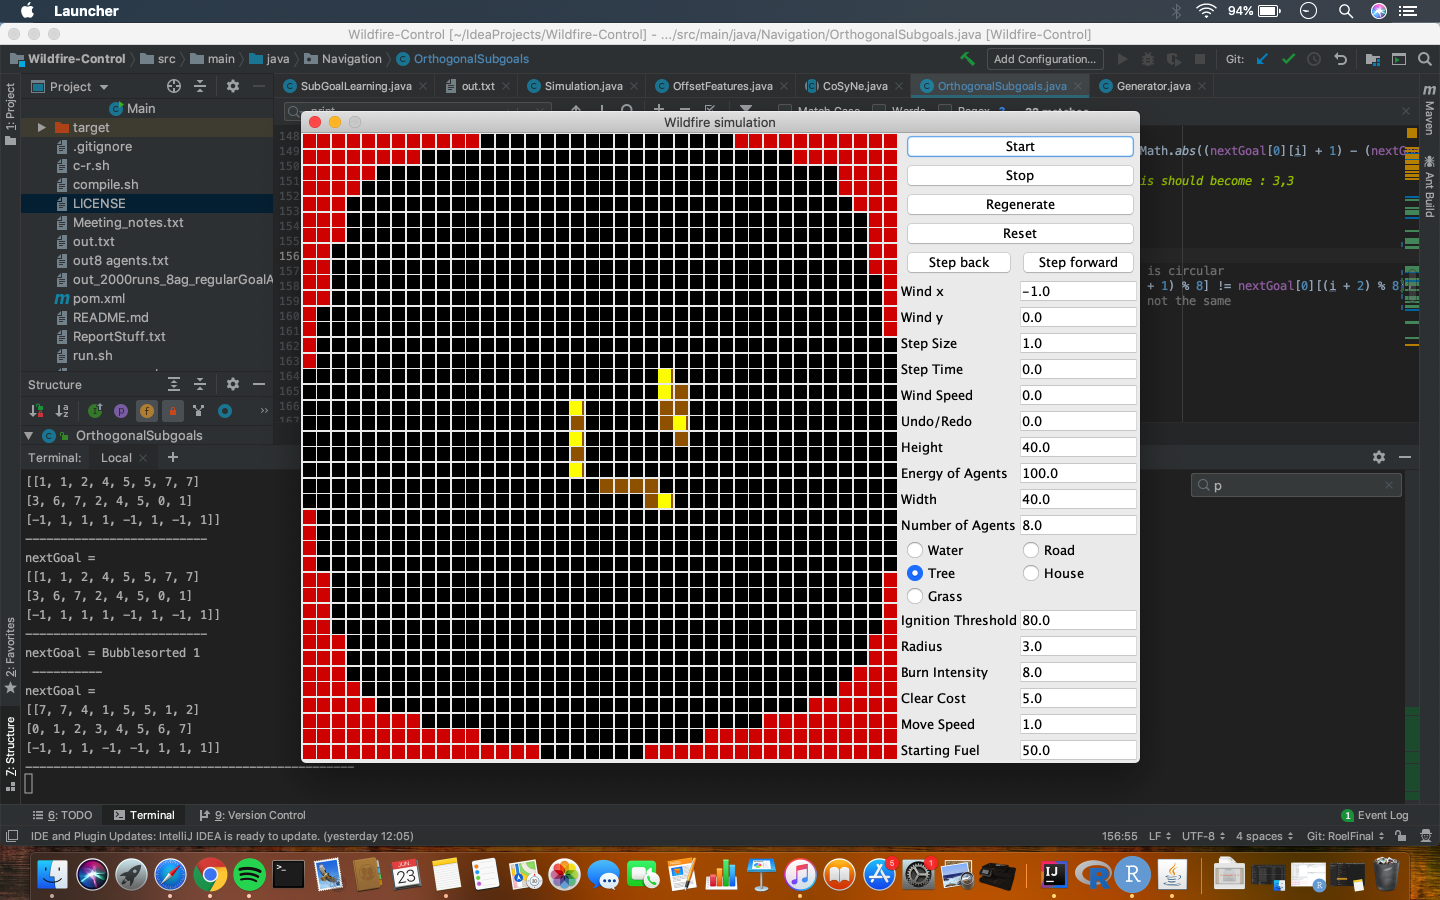 Launcher
94%
Wildfire-Control [~/IdeaProjects/Wildfire-Control] - .../src/main/java/Navigation/OrthogonalSubgoals.java [Wildfire-Control]
Wildfire-Control
src
main
java
Navigation
OrthogonalSubgoals
Add Configuration...
Git:
1: Project
Project
SubGoalLearning.java
out.txt
Simulation.java
OffsetFeatures.java
CoSyNe.java
OrthogonalSubgoals.java
Generator.java
Main
target
.gitignore
c-r.sh
compile.sh
LICENSE
Meeting_notes.txt
out.txt
out8 agents.txt
out_2000runs_8ag_regularGoalA
pom.xml
README.md
ReportStuff.txt
run.sh
148
149
150
151
152
153
154
155
156
157
158
159
160
161
162
163
164
165
166
167
Math.abs((nextGoal[0][i] + 1) - (nextG
is should become : 3,3
is circular
+ 1) % 8] != nextGoal[0][(i + 2) % 8]
not the same
Maven
Ant Build
Wildfire simulation
Start
Stop
Regenerate
Reset
Step back
Step forward
Wind x
-1.0
Wind y
0.0
Step Size
1.0
Step Time
0.0
Wind Speed
0.0
Undo/Redo
0.0
Height
40.0
Energy of Agents
100.0
Width
40.0
Number of Agents
8.0
Water
Road
Tree
House
Grass
Ignition Threshold
80.0
Radius
3.0
Burn Intensity
8.0
Clear Cost
5.0
Move Speed
1.0
Starting Fuel
50.0
Structure
OrthogonalSubgoals
Terminal:
Local
p
[[1, 1, 2, 4, 5, 5, 7, 7]
[3, 6, 7, 2, 4, 5, 0, 1]
[-1, 1, 1, 1, -1, 1, -1, 1]]
--------------------------
nextGoal =
[[1, 1, 2, 4, 5, 5, 7, 7]
[3, 6, 7, 2, 4, 5, 0, 1]
[-1, 1, 1, 1, -1, 1, -1, 1]]
--------------------------
nextGoal = Bubblesorted 1
----------
nextGoal =
[[7, 7, 4, 1, 5, 5, 1, 2]
[0, 1, 2, 3, 4, 5, 6, 7]
[-1, 1, 1, -1, -1, 1, 1, 1]]
2: Favorites
Z: Structure
6: TODO
Terminal
9: Version Control
1
Event Log
IDE and Plugin Updates: IntelliJ IDEA is ready to update. (yesterday 12:05)
156:55
LF
UTF-8
4 spaces
Git: RoelFinal
JUN
23
6
1
IJ
R
R